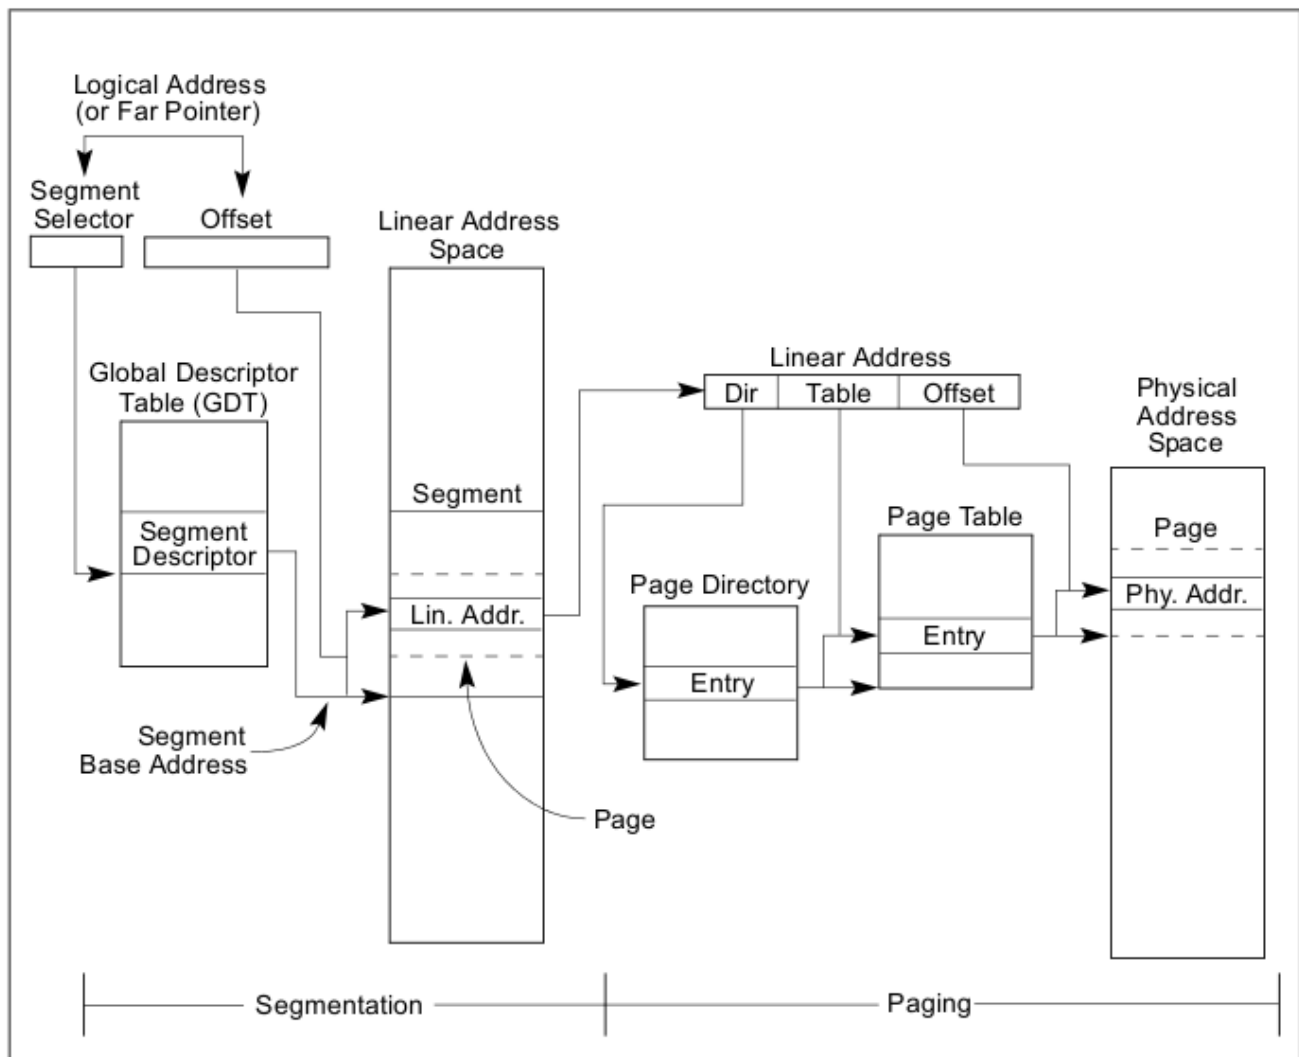 Logical Address
(or Far Pointer)
Segment
Selector
Offset
Linear Address
Space
Global Descriptor
Table (GDT)
Segment
Descriptor
Segment
Lin. Addr.
Segment
Base Address
Page
Linear Address
Dir
Table
Offset
Page Directory
Entry
Page Table
Entry
Physical
Address
Space
Page
Phy. Addr.
Segmentation
Paging